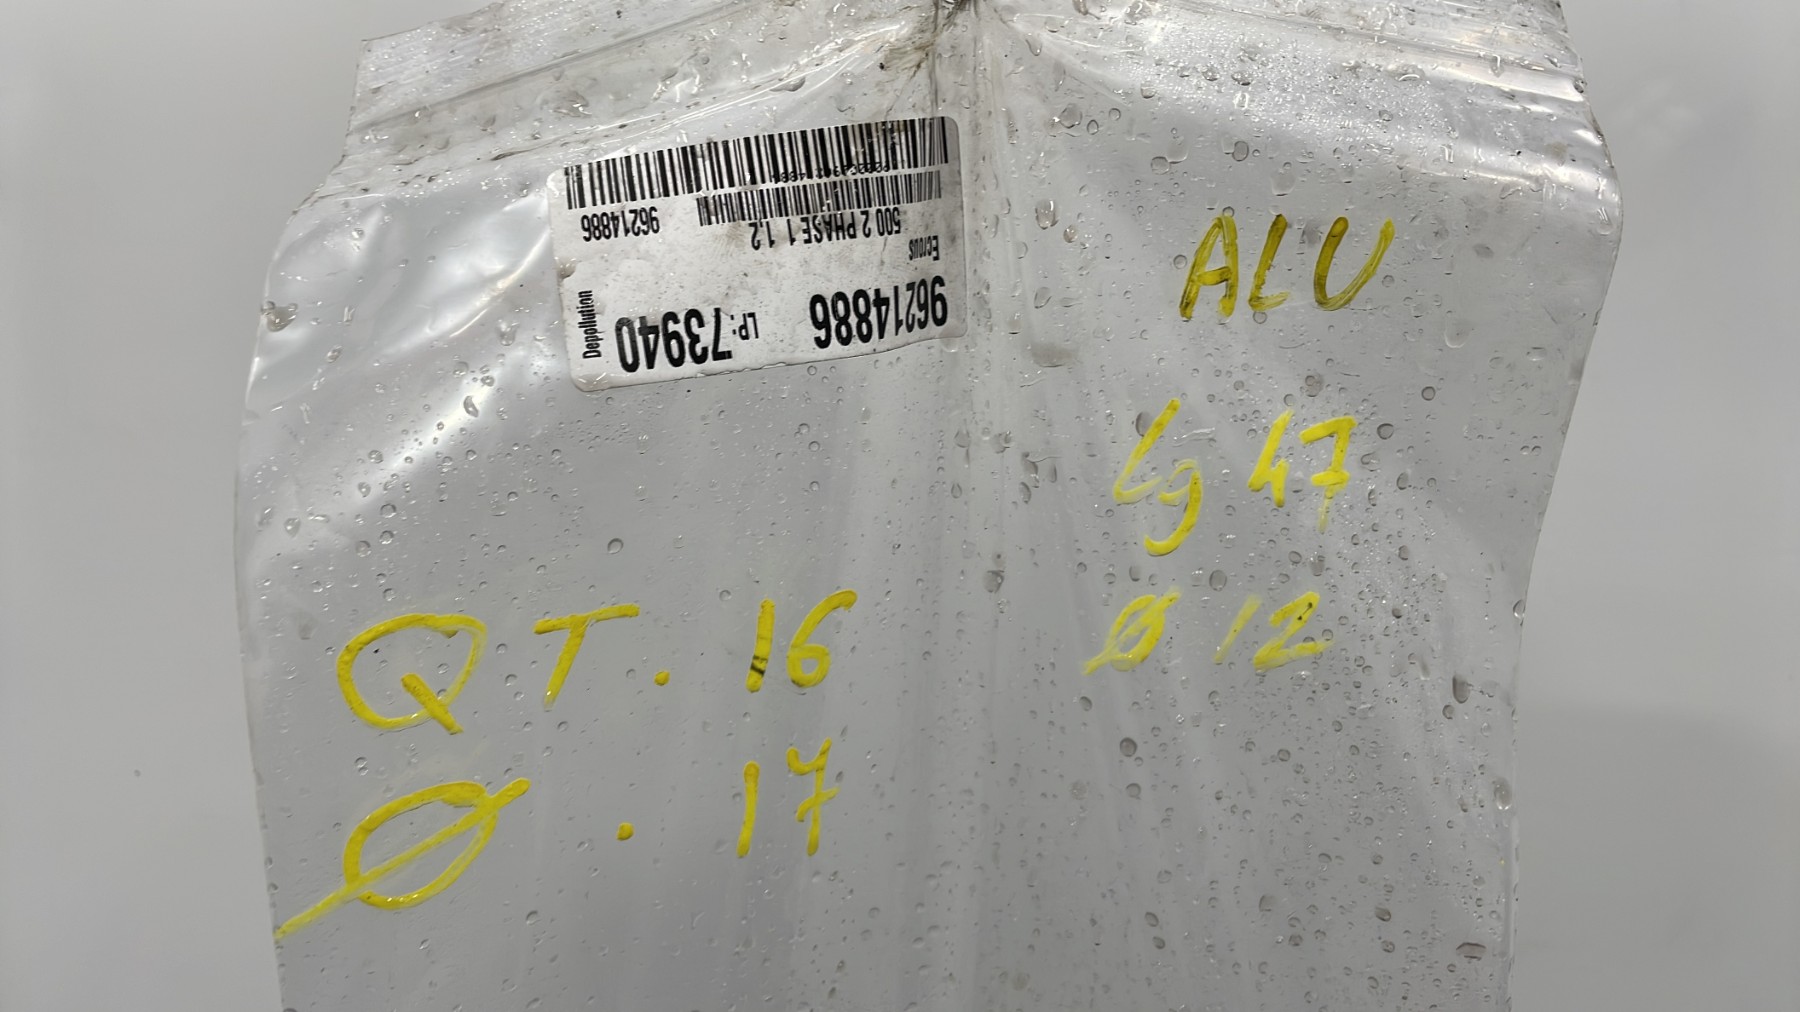 96214886 LP: 73940
Depollution
Ecrous
500 2 PHASE 1 1.2
96214886 96214886
ALU
Lg 47
Ø 12
QT. 16
Ø. 17